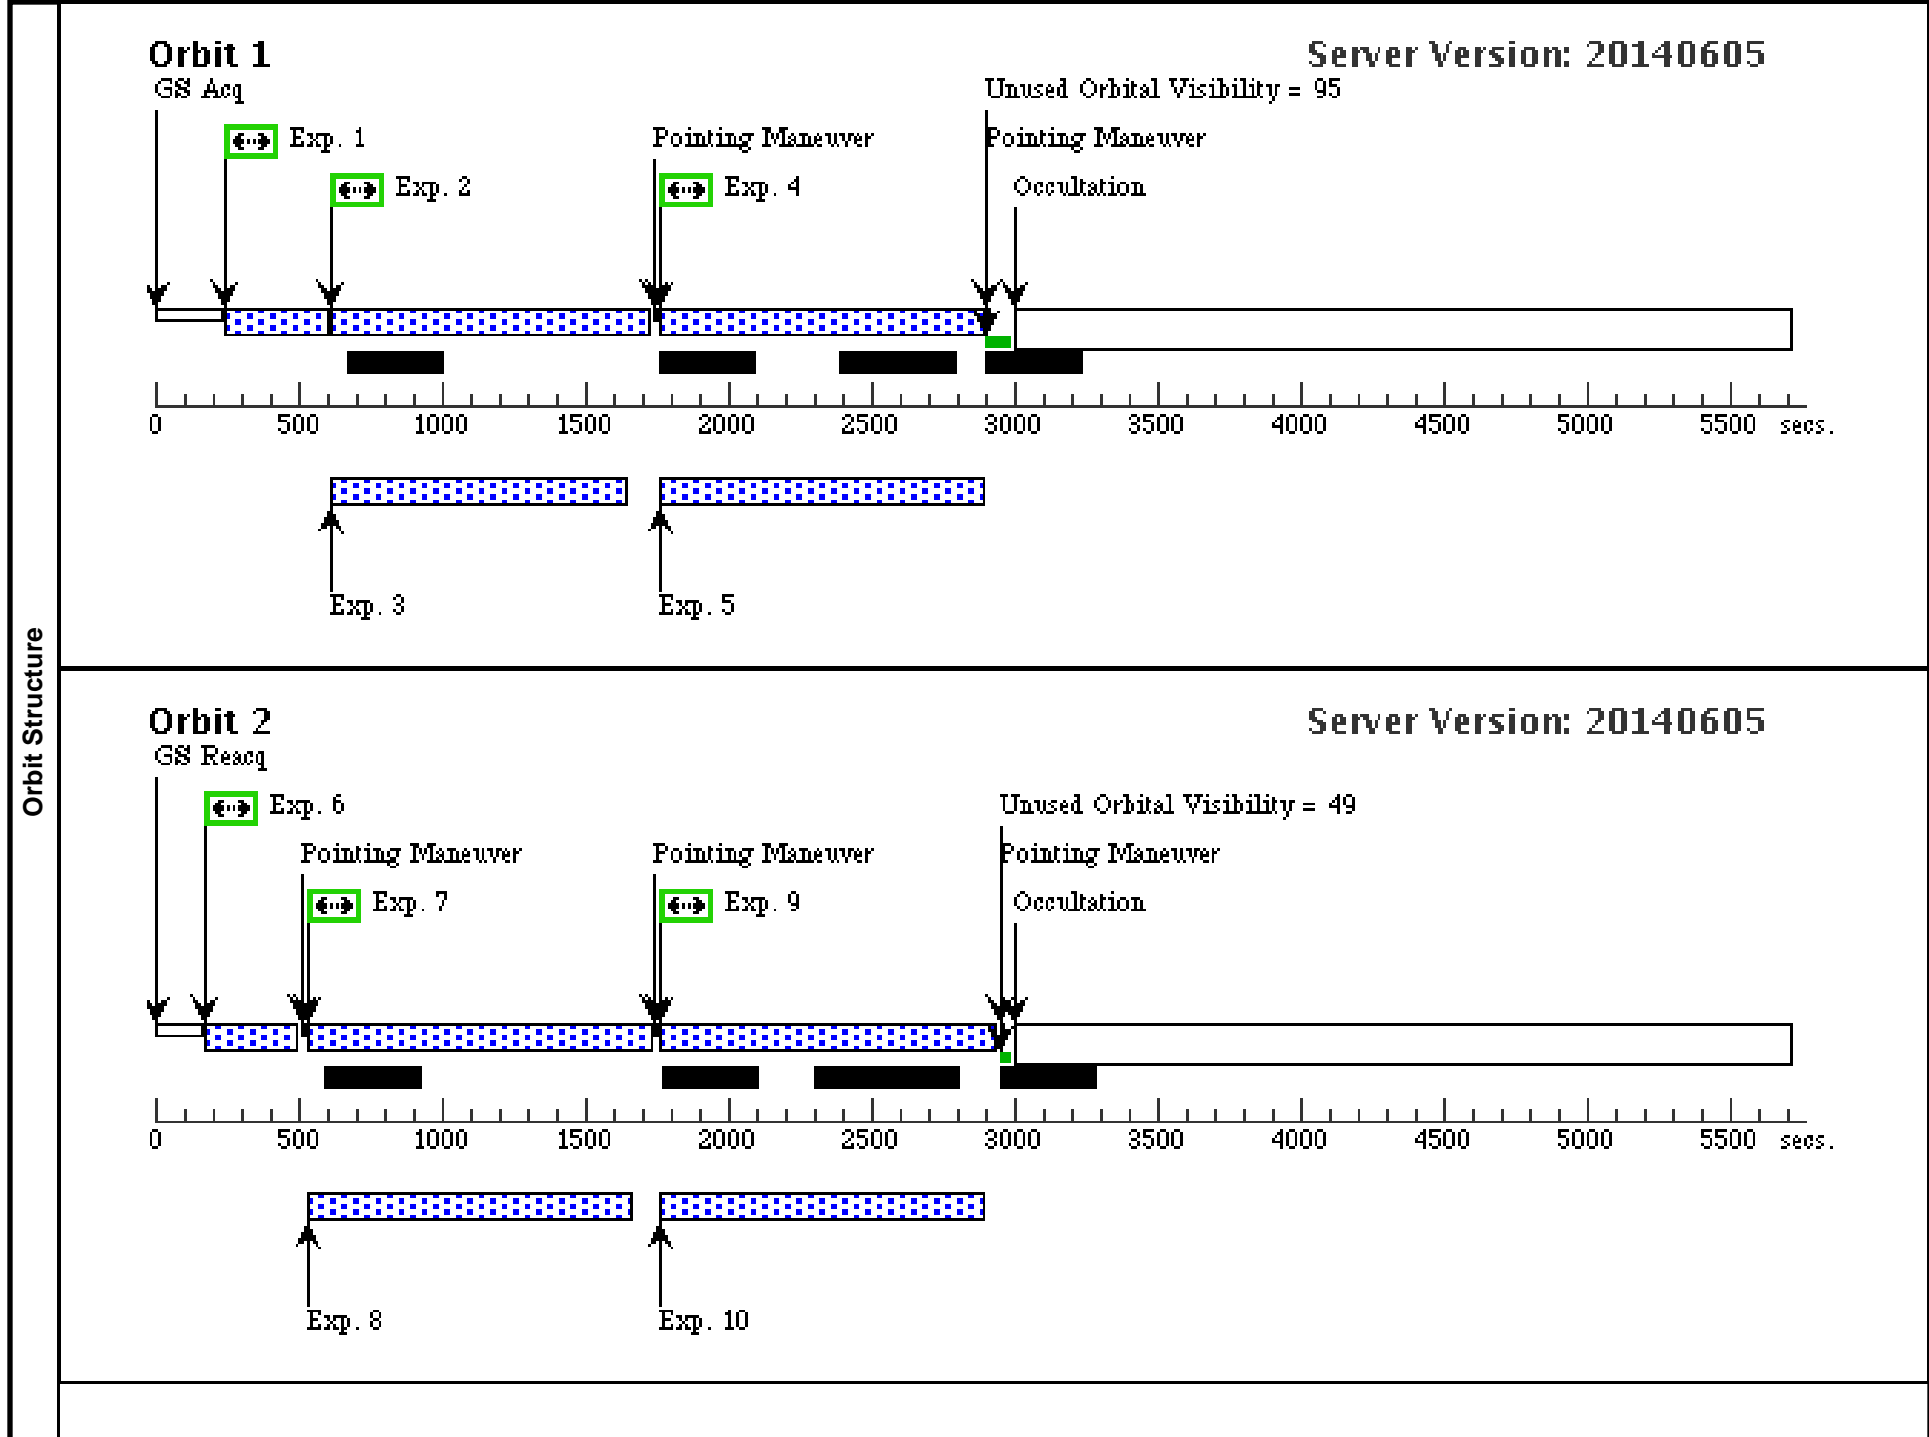 Orbit Structure
Orbit 1
Server Version: 20140605
GS Acq
Unused Orbital Visibility = 95
Exp. 1
Pointing Maneuver
Pointing Maneuver
Exp. 2
Exp. 4
Occultation
0 500 1000 1500 2000 2500 3000 3500 4000 4500 5000 5500 secs.
Exp. 3
Exp. 5
Orbit 2
Server Version: 20140605
GS Reacq
Exp. 6
Unused Orbital Visibility = 49
Pointing Maneuver
Pointing Maneuver
Pointing Maneuver
Exp. 7
Exp. 9
Occultation
0 500 1000 1500 2000 2500 3000 3500 4000 4500 5000 5500 secs.
Exp. 8
Exp. 10